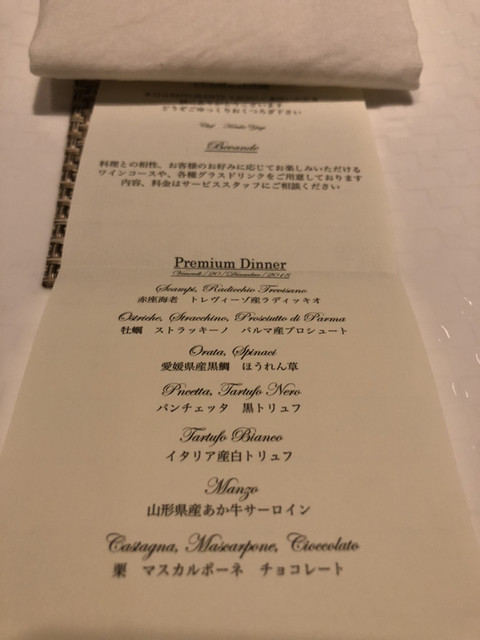 どうぞごゆっくりおくつろぎ下さい
Bevande
料理との相性、お客様のお好みに応じてお楽しみいただける
ワインコースや、各種グラスドリンクをご用意しております
内容、料金はサービススタッフにご相談ください
Premium Dinner
Venerdi/20/Dicembre/2018
Scampi, Radicchio Trevisano
赤座海老 トレヴィーゾ産ラディッキオ
Ostriche, Stracchino, Prosciutto di Parma
牡蠣 ストラッキーノ パルマ産プロシュート
Orata, Spinaci
愛媛県産黒鯛 ほうれん草
Pncetta, Tartufo Nero
パンチェッタ 黒トリュフ
Tartufo Bianco
イタリア産白トリュフ
Manzo
山形県産あか牛サーロイン
Castagna, Mascarpone, Cioccolato
栗 マスカルポーネ チョコレート